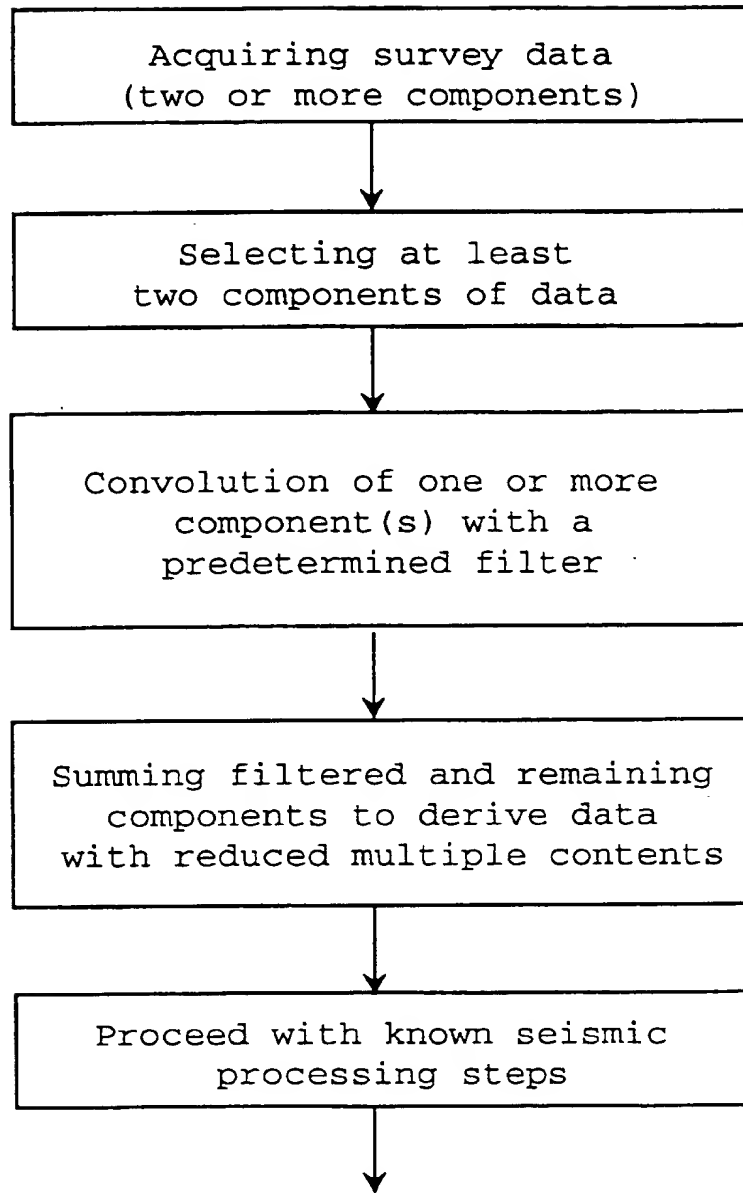 Acquiring survey data
(two or more components)
Selecting at least
two components of data
Convolution of one or more
component(s) with a
predetermined filter
Summing filtered and remaining
components to derive data
with reduced multiple contents
Proceed with known seismic
processing steps